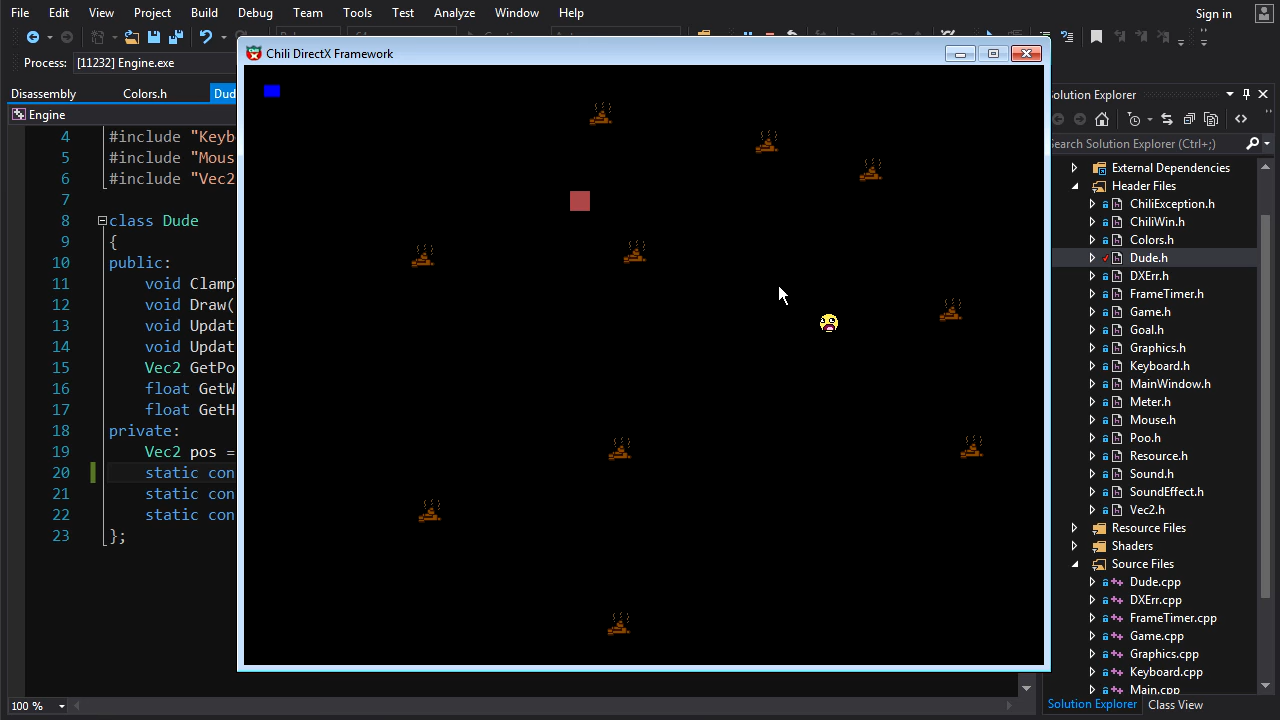 File Edit View Project Build Debug Team Tools Test Analyze Window Help
Sign in
Process: [11232] Engine.exe
Chili DirectX Framework
Disassembly Colors.h Dud
Engine
4 #include "Keyb
5 #include "Mous
6 #include "Vec2
7
8 class Dude
9 {
10 public:
11 void Clamp
12 void Draw(
13 void Updat
14 void Updat
15 Vec2 GetPo
16 float GetW
17 float GetH
18 private:
19 Vec2 pos =
20 static con
21 static con
22 static con
23 };
100 %
olution Explorer
earch Solution Explorer (Ctrl+;)
External Dependencies
Header Files
ChiliException.h
ChiliWin.h
Colors.h
Dude.h
DXErr.h
FrameTimer.h
Game.h
Goal.h
Graphics.h
Keyboard.h
MainWindow.h
Meter.h
Mouse.h
Poo.h
Resource.h
Sound.h
SoundEffect.h
Vec2.h
Resource Files
Shaders
Source Files
Dude.cpp
DXErr.cpp
FrameTimer.cpp
Game.cpp
Graphics.cpp
Keyboard.cpp
Main.cpp
Solution Explorer Class View